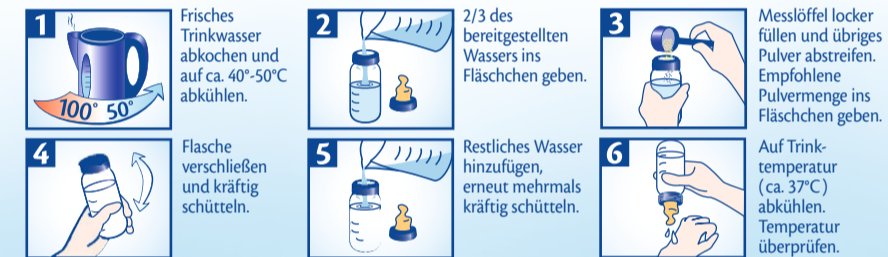 1
Frisches
Trinkwasser
abkochen und
auf ca. 40°-50°C
abkühlen.
100° 50°
2
2/3 des
bereitgestellten
Wassers ins
Fläschchen geben.
3
Messlöffel locker
füllen und übriges
Pulver abstreifen.
Empfohlene
Pulvermenge ins
Fläschchen geben.
4
Flasche
verschließen
und kräftig
schütteln.
5
Restliches Wasser
hinzufügen,
erneut mehrmals
kräftig schütteln.
6
Auf Trink-
temperatur
(ca. 37°C)
abkühlen.
Temperatur
überprüfen.